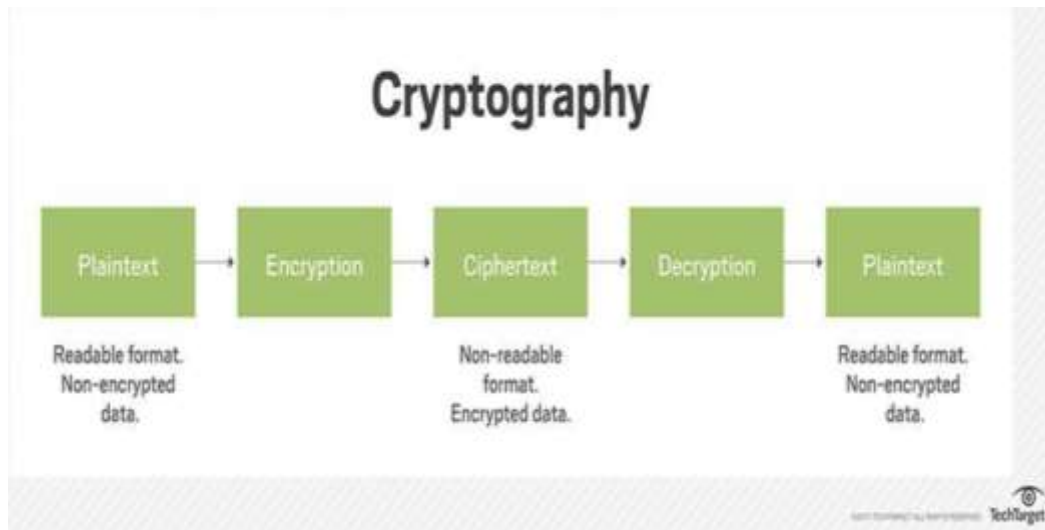 Cryptography
Plaintext
Encryption
Ciphertext
Decryption
Plaintext
Readable format.
Non-encrypted
data.
Non-readable
format.
Encrypted data.
Readable format.
Non-encrypted
data.
TechTarget